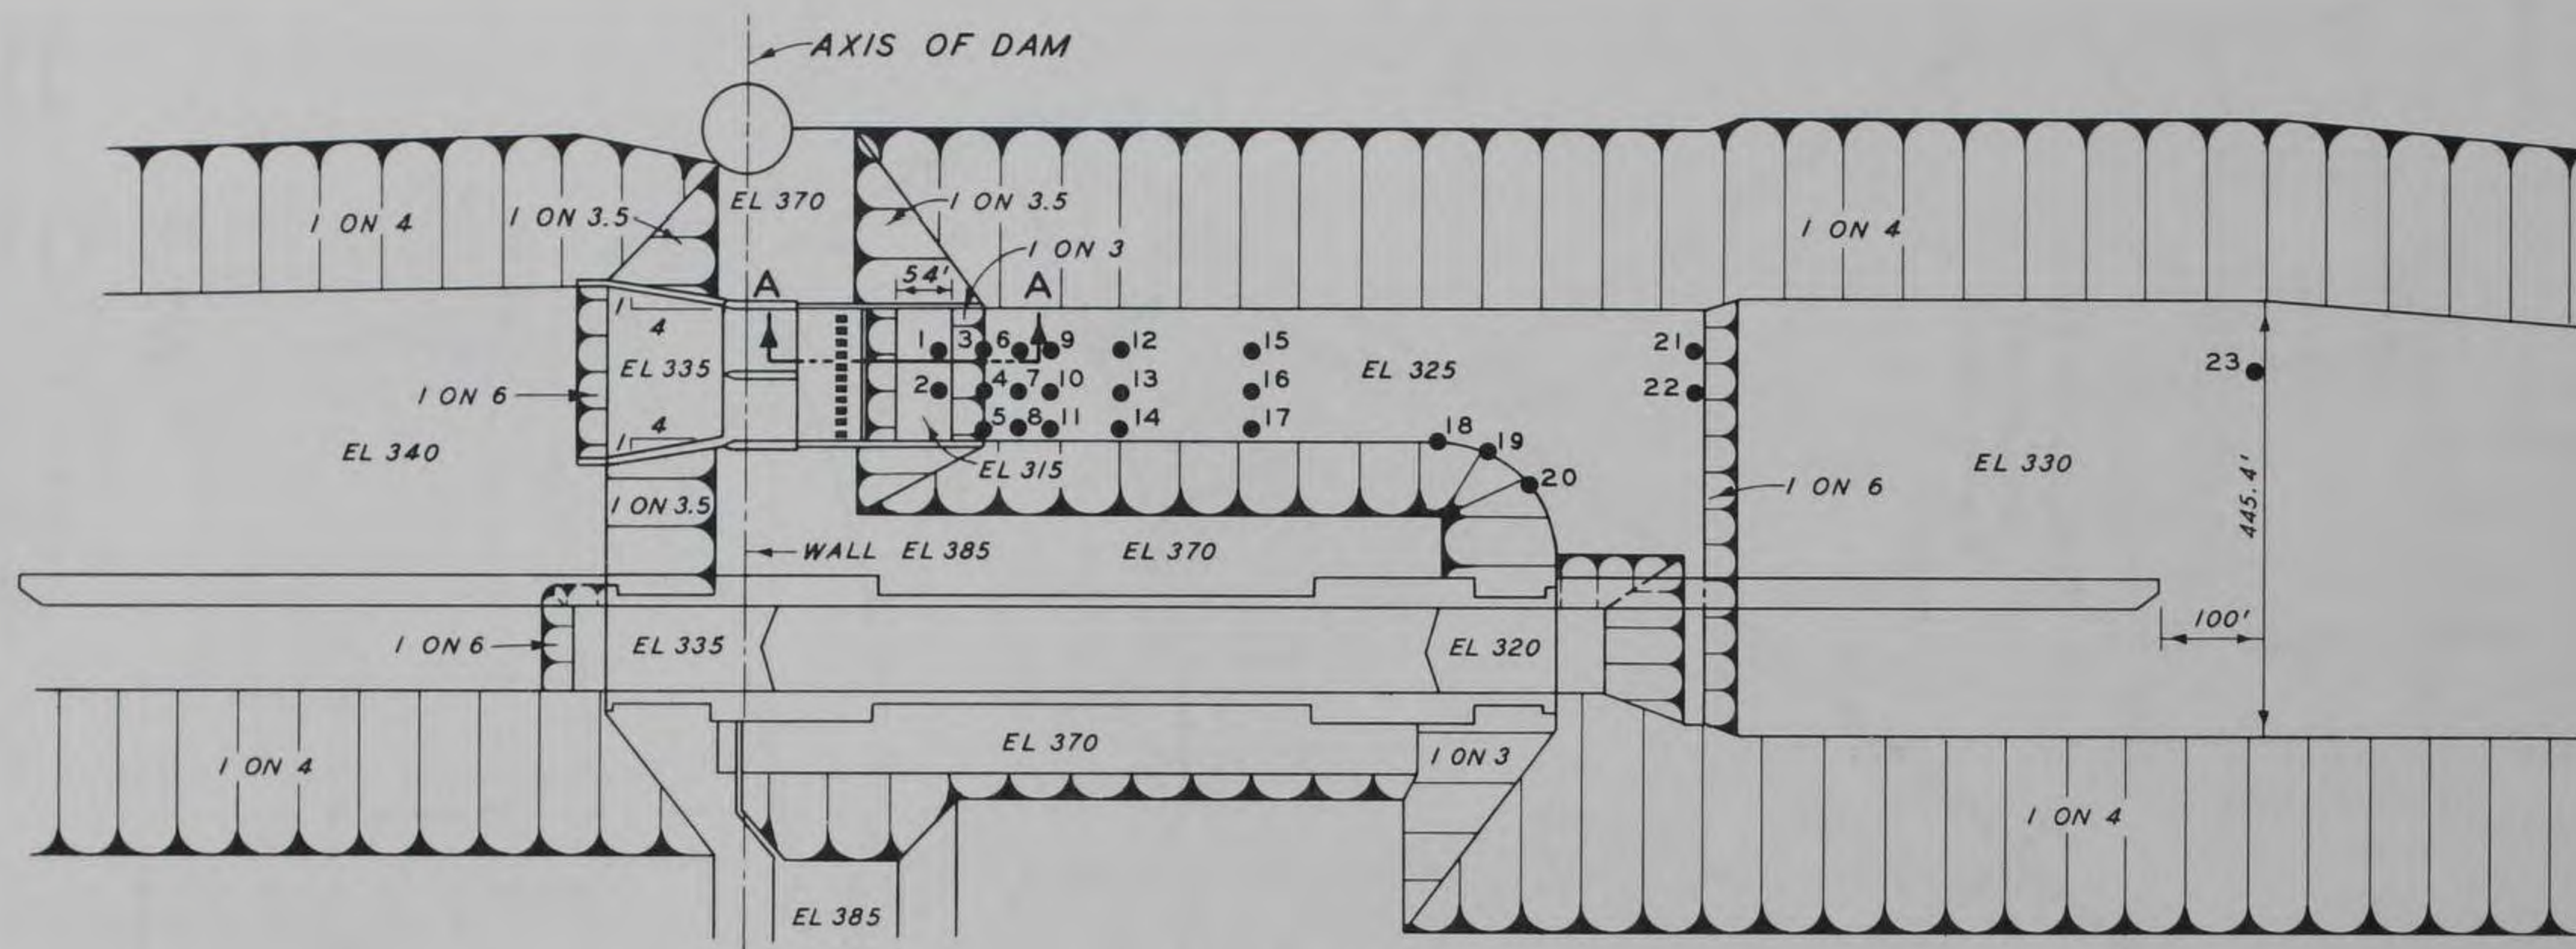 AXIS OF DAM
EL 370
1 ON 3.5
1 ON 4
1 ON 3.5
1 ON 4
1 ON 3
54'
A
A
4
1
1
3
6
9
12
15
21
EL 335
EL 325
23
2
4
7
10
13
16
22
1 ON 6
4
1
5
8
11
14
17
18
19
EL 340
EL 315
20
EL 330
1 ON 6
445.4'
1 ON 3.5
WALL EL 385
EL 370
100'
1 ON 6
EL 335
EL 320
EL 370
1 ON 3
1 ON 4
1 ON 4
EL 385